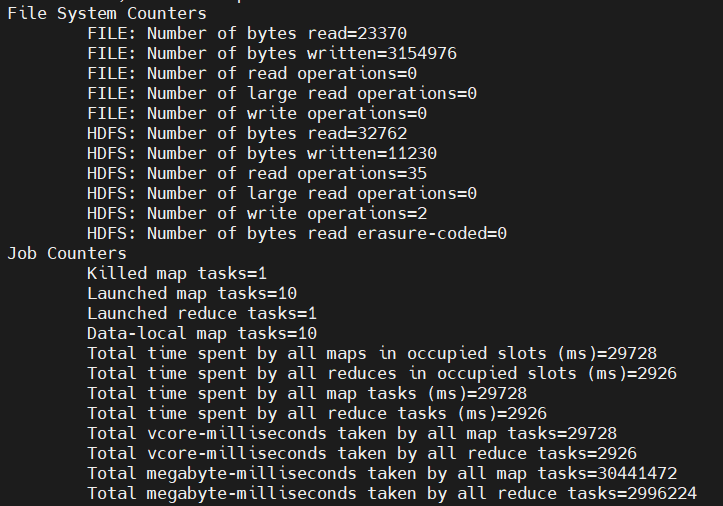 File System Counters
FILE: Number of bytes read=23370
FILE: Number of bytes written=3154976
FILE: Number of read operations=0
FILE: Number of large read operations=0
FILE: Number of write operations=0
HDFS: Number of bytes read=32762
HDFS: Number of bytes written=11230
HDFS: Number of read operations=35
HDFS: Number of large read operations=0
HDFS: Number of write operations=2
HDFS: Number of bytes read erasure-coded=0
Job Counters
Killed map tasks=1
Launched map tasks=10
Launched reduce tasks=1
Data-local map tasks=10
Total time spent by all maps in occupied slots (ms)=29728
Total time spent by all reduces in occupied slots (ms)=2926
Total time spent by all map tasks (ms)=29728
Total time spent by all reduce tasks (ms)=2926
Total vcore-milliseconds taken by all map tasks=29728
Total vcore-milliseconds taken by all reduce tasks=2926
Total megabyte-milliseconds taken by all map tasks=30441472
Total megabyte-milliseconds taken by all reduce tasks=2996224